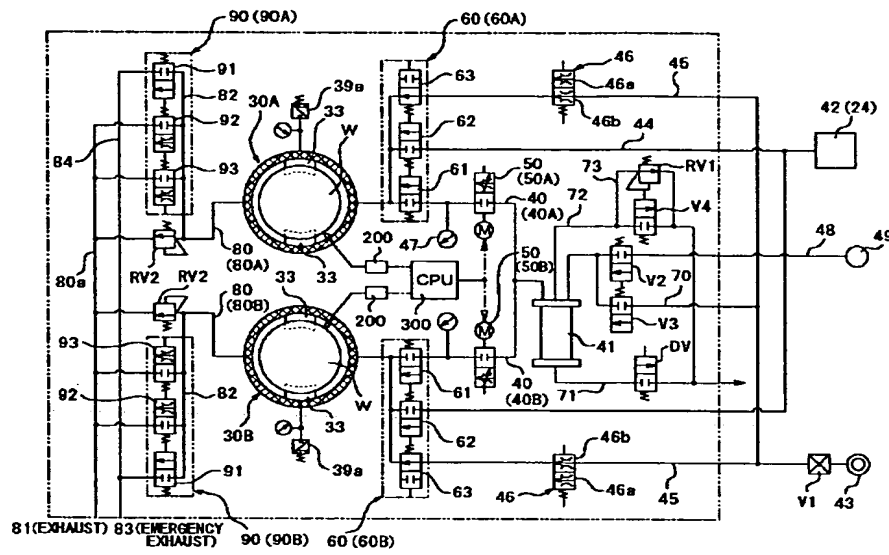 90 (90A)
60 (60A)
91
82
92
84
93
30A
39a
33
W
63
62
61
46
46a
46b
45
44
42 (24)
50
(50A)
40
(40A)
73
RV1
72
V4
47
80a
RV2
RV2
80
(80A)
33
200
CPU
50
(50B)
48
49
V2
80
(80B)
33
200
300
70
V3
41
93
92
82
W
61
40
(40B)
DV
71
30B
33
62
91
39a
63
46b
46
46a
45
V1
43
81(EXHAUST) 83(EMERGENCY
EXHAUST)
90 (90B)
60 (60B)